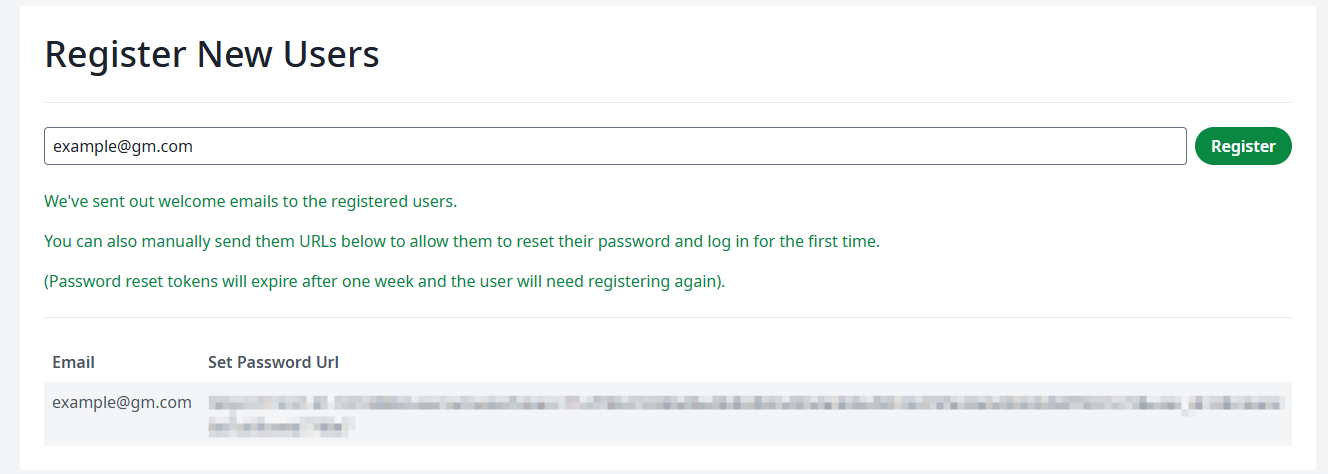 Register New Users
example@gm.com
Register
We've sent out welcome emails to the registered users.
You can also manually send them URLs below to allow them to reset their password and log in for the first time.
(Password reset tokens will expire after one week and the user will need registering again).
Email Set Password Url
example@gm.com